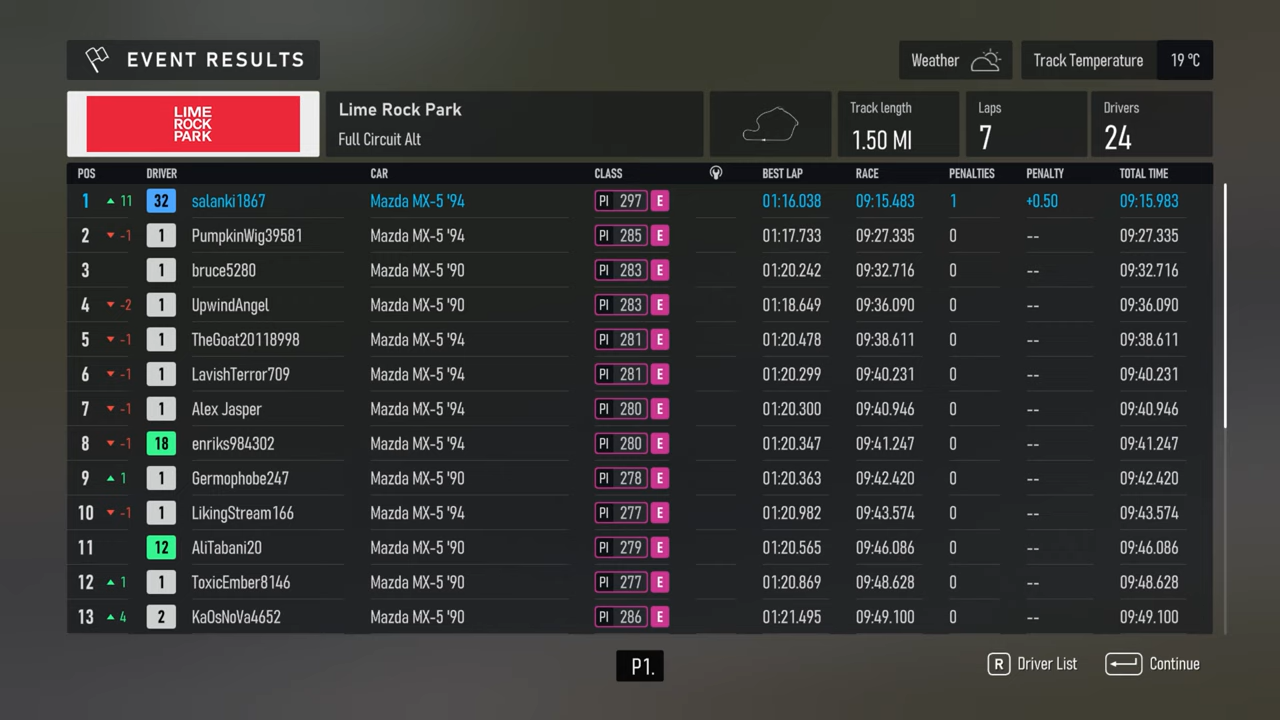 EVENT RESULTS
Weather
Track Temperature 19 °C
LIME
ROCK
PARK
Lime Rock Park
Full Circuit Alt
Track length
1.50 MI
Laps
7
Drivers
24
POS DRIVER CAR CLASS BEST LAP RACE PENALTIES PENALTY TOTAL TIME
1 ▲ 11 32 salanki1867 Mazda MX-5 '94 PI 297 E 01:16.038 09:15.483 1 +0.50 09:15.983
2 ▼ -1 1 PumpkinWig39581 Mazda MX-5 '94 PI 285 E 01:17.733 09:27.335 0 -- 09:27.335
3 1 bruce5280 Mazda MX-5 '90 PI 283 E 01:20.242 09:32.716 0 -- 09:32.716
4 ▼ -2 1 UpwindAngel Mazda MX-5 '90 PI 283 E 01:18.649 09:36.090 0 -- 09:36.090
5 ▼ -1 1 TheGoat20118998 Mazda MX-5 '94 PI 281 E 01:20.478 09:38.611 0 -- 09:38.611
6 ▼ -1 1 LavishTerror709 Mazda MX-5 '94 PI 281 E 01:20.299 09:40.231 0 -- 09:40.231
7 ▼ -1 1 Alex Jasper Mazda MX-5 '94 PI 280 E 01:20.300 09:40.946 0 -- 09:40.946
8 ▼ -1 18 enriks984302 Mazda MX-5 '94 PI 280 E 01:20.347 09:41.247 0 -- 09:41.247
9 ▲ 1 1 Germophobe247 Mazda MX-5 '94 PI 278 E 01:20.363 09:42.420 0 -- 09:42.420
10 ▼ -1 1 LikingStream166 Mazda MX-5 '94 PI 277 E 01:20.982 09:43.574 0 -- 09:43.574
11 12 AliTabani20 Mazda MX-5 '90 PI 279 E 01:20.565 09:46.086 0 -- 09:46.086
12 ▲ 1 1 ToxicEmber8146 Mazda MX-5 '90 PI 277 E 01:20.869 09:48.628 0 -- 09:48.628
13 ▲ 4 2 KaOsNoVa4652 Mazda MX-5 '90 PI 286 E 01:21.495 09:49.100 0 -- 09:49.100
P1.
R Driver List
Continue